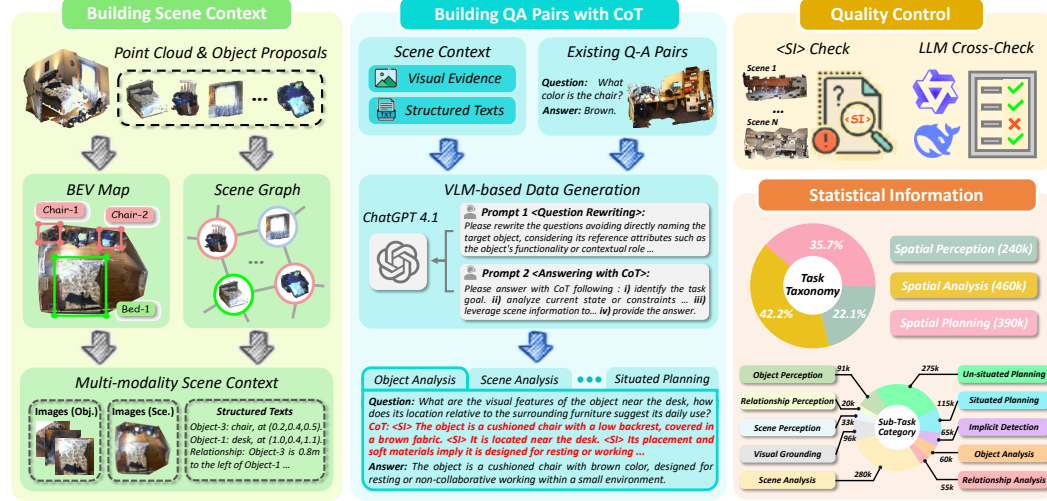 Building Scene Context
Point Cloud & Object Proposals
BEV Map
Chair-1
Chair-2
Bed-1
Scene Graph
...
Multi-modality Scene Context
Images (Obj.)
Images (Sce.)
Structured Texts
Object-3: chair, at (0.2,0.4,0.5).
Object-1: desk, at (1.0,0.4,1.1).
Relationship: Object-3 is 0.8m
to the left of Object-1 ...
Building QA Pairs with CoT
Scene Context
Visual Evidence
TXT
Structured Texts
Existing Q-A Pairs
Question: What
color is the chair?
Answer: Brown.
VLM-based Data Generation
ChatGPT 4.1
Prompt 1 <Question Rewriting>:
Please rewrite the questions avoiding directly naming the
target object, considering its reference attributes such as
the object's functionality or contextual role ...
Prompt 2 <Answering with CoT>:
Please answer with CoT following : i) identify the task
goal. ii) analyze current state or constraints ... iii)
leverage scene information to... iv) provide the answer.
Object Analysis
Scene Analysis
Situated Planning
Question: What are the visual features of the object near the desk, how
does its location relative to the surrounding furniture suggest its daily use?
CoT: <SI> The object is a cushioned chair with a low backrest, covered in
a brown fabric. <SI> It is located near the desk. <SI> Its placement and
soft materials imply it is designed for resting or working ...
Answer: The object is a cushioned chair with brown color, designed for
resting or non-collaborative working within a small environment.
Quality Control
<SI> Check
LLM Cross-Check
Scene 1
...
Scene N
?
<SI>
!
Statistical Information
35.7%
Task
Taxonomy
42.2%
22.1%
Spatial Perception (240k)
Spatial Analysis (460k)
Spatial Planning (390k)
Object Perception
91k
Relationship Perception
20k
Scene Perception
33k
Visual Grounding
96k
Scene Analysis
280k
Sub-Task
Category
275k
Un-situated Planning
115k
Situated Planning
65k
Implicit Detection
60k
Object Analysis
55k
Relationship Analysis